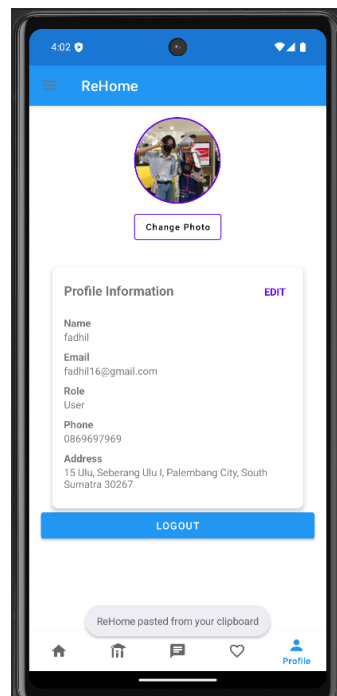 4:02
ReHome
Change Photo
Profile Information
EDIT
Name
fadhil
Email
fadhil16@gmail.com
Role
User
Phone
0869697969
Address
15 Ulu, Seberang Ulu I, Palembang City, South
Sumatra 30267
LOGOUT
ReHome pasted from your clipboard
Profile